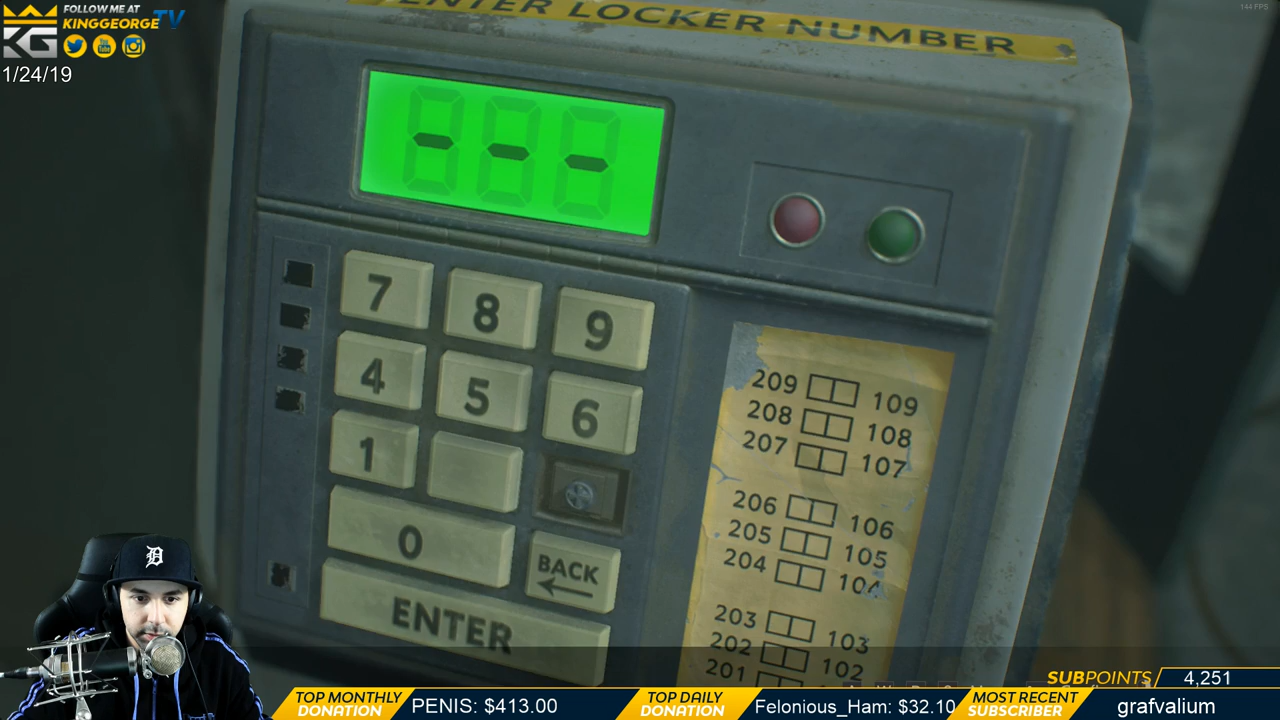 FOLLOW ME AT
KINGGEORGE TV
KG
1/24/19
144 FPS
ENTER LOCKER NUMBER
- - -
7 8 9
4 5 6
1
0 BACK
ENTER
209 109
208 108
207 107
206 106
205 105
204 104
203 103
202 102
201
SUBPOINTS 4,251
TOP MONTHLY DONATION PENIS: $413.00
TOP DAILY DONATION Felonious_Ham: $32.10
MOST RECENT SUBSCRIBER grafvalium